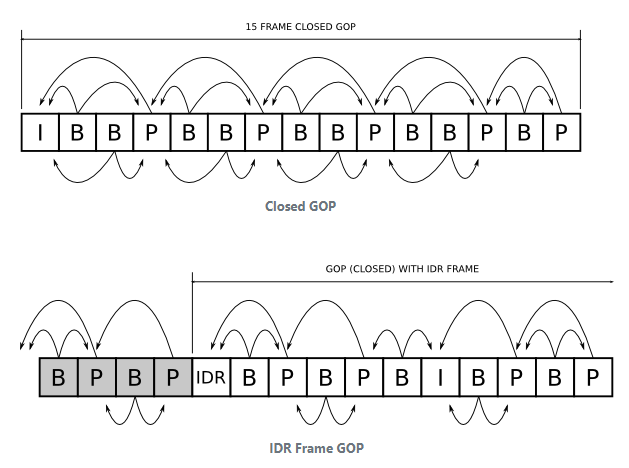 15 FRAME CLOSED GOP
I B B P B B P B B P B B P B P
Closed GOP
GOP (CLOSED) WITH IDR FRAME
B P B P IDR B P B P B I B P B P
IDR Frame GOP